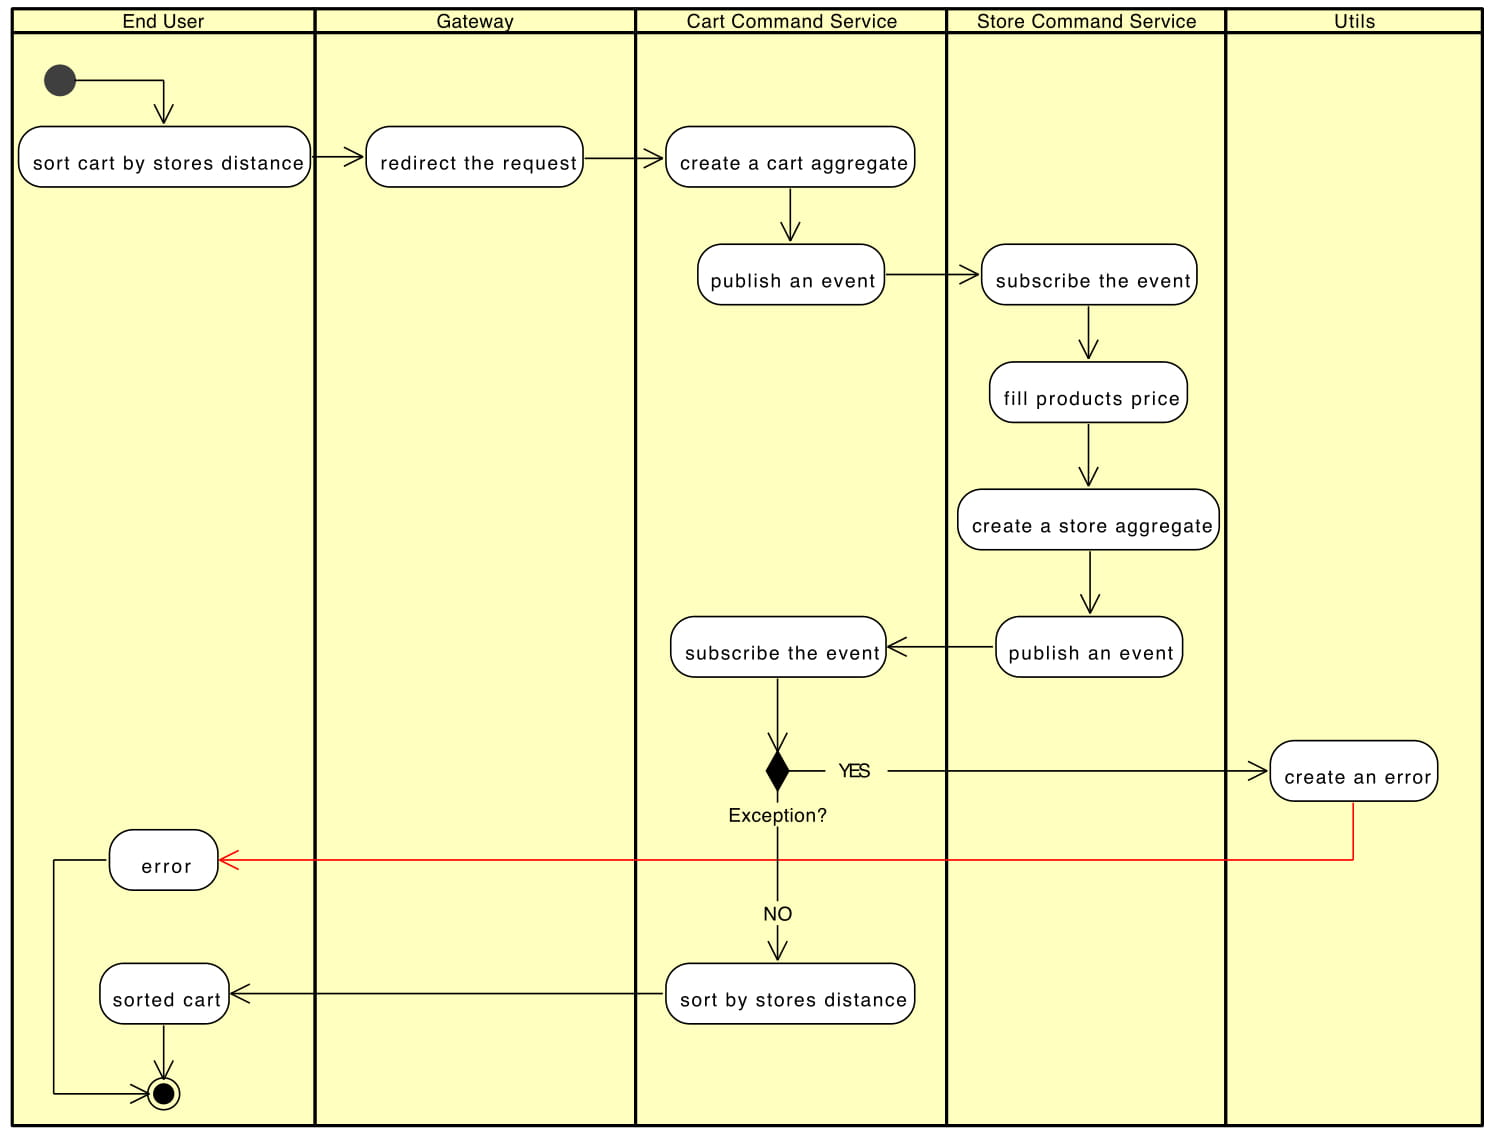 End User
Gateway
Cart Command Service
Store Command Service
Utils
sort cart by stores distance
redirect the request
create a cart aggregate
publish an event
subscribe the event
fill products price
create a store aggregate
subscribe the event
publish an event
YES
create an error
Exception?
error
NO
sorted cart
sort by stores distance